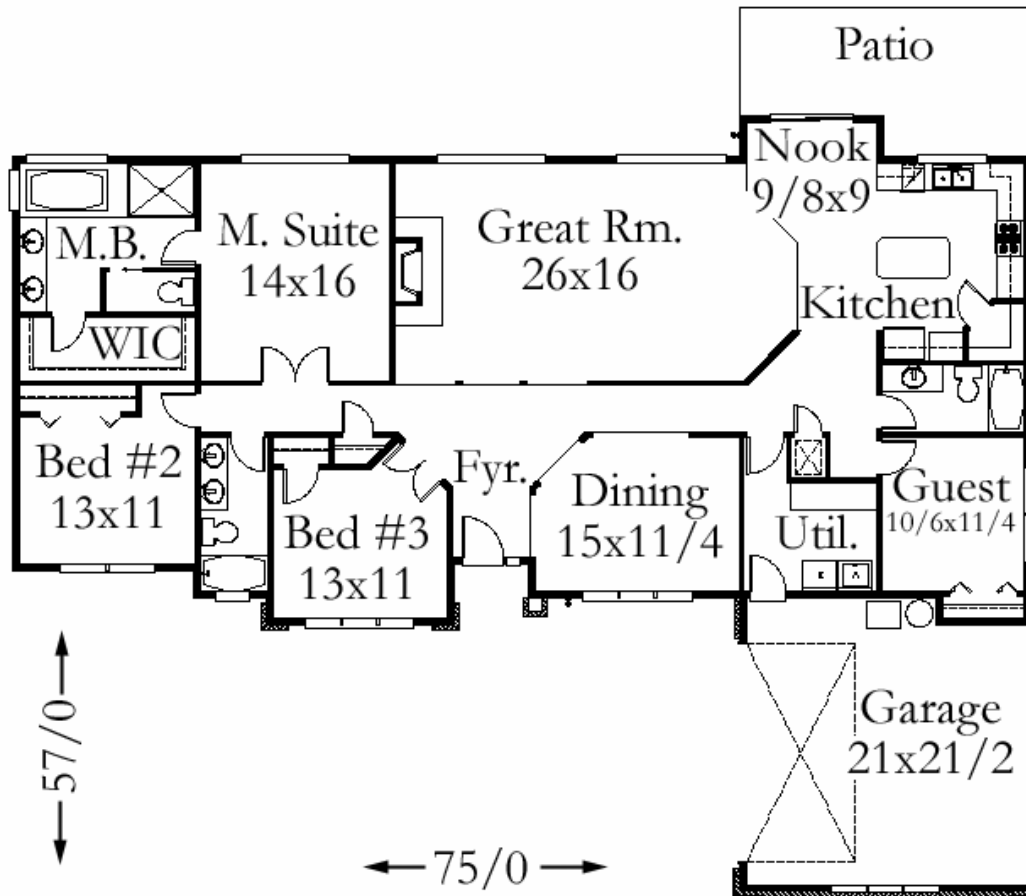 Patio
Nook
9/8x9
M.B.
M. Suite
14x16
Great Rm.
26x16
Kitchen
WIC
Bed #2
13x11
Bed #3
13x11
Fyr.
Dining
15x11/4
Util.
Guest
10/6x11/4
Garage
21x21/2
57/0
75/0